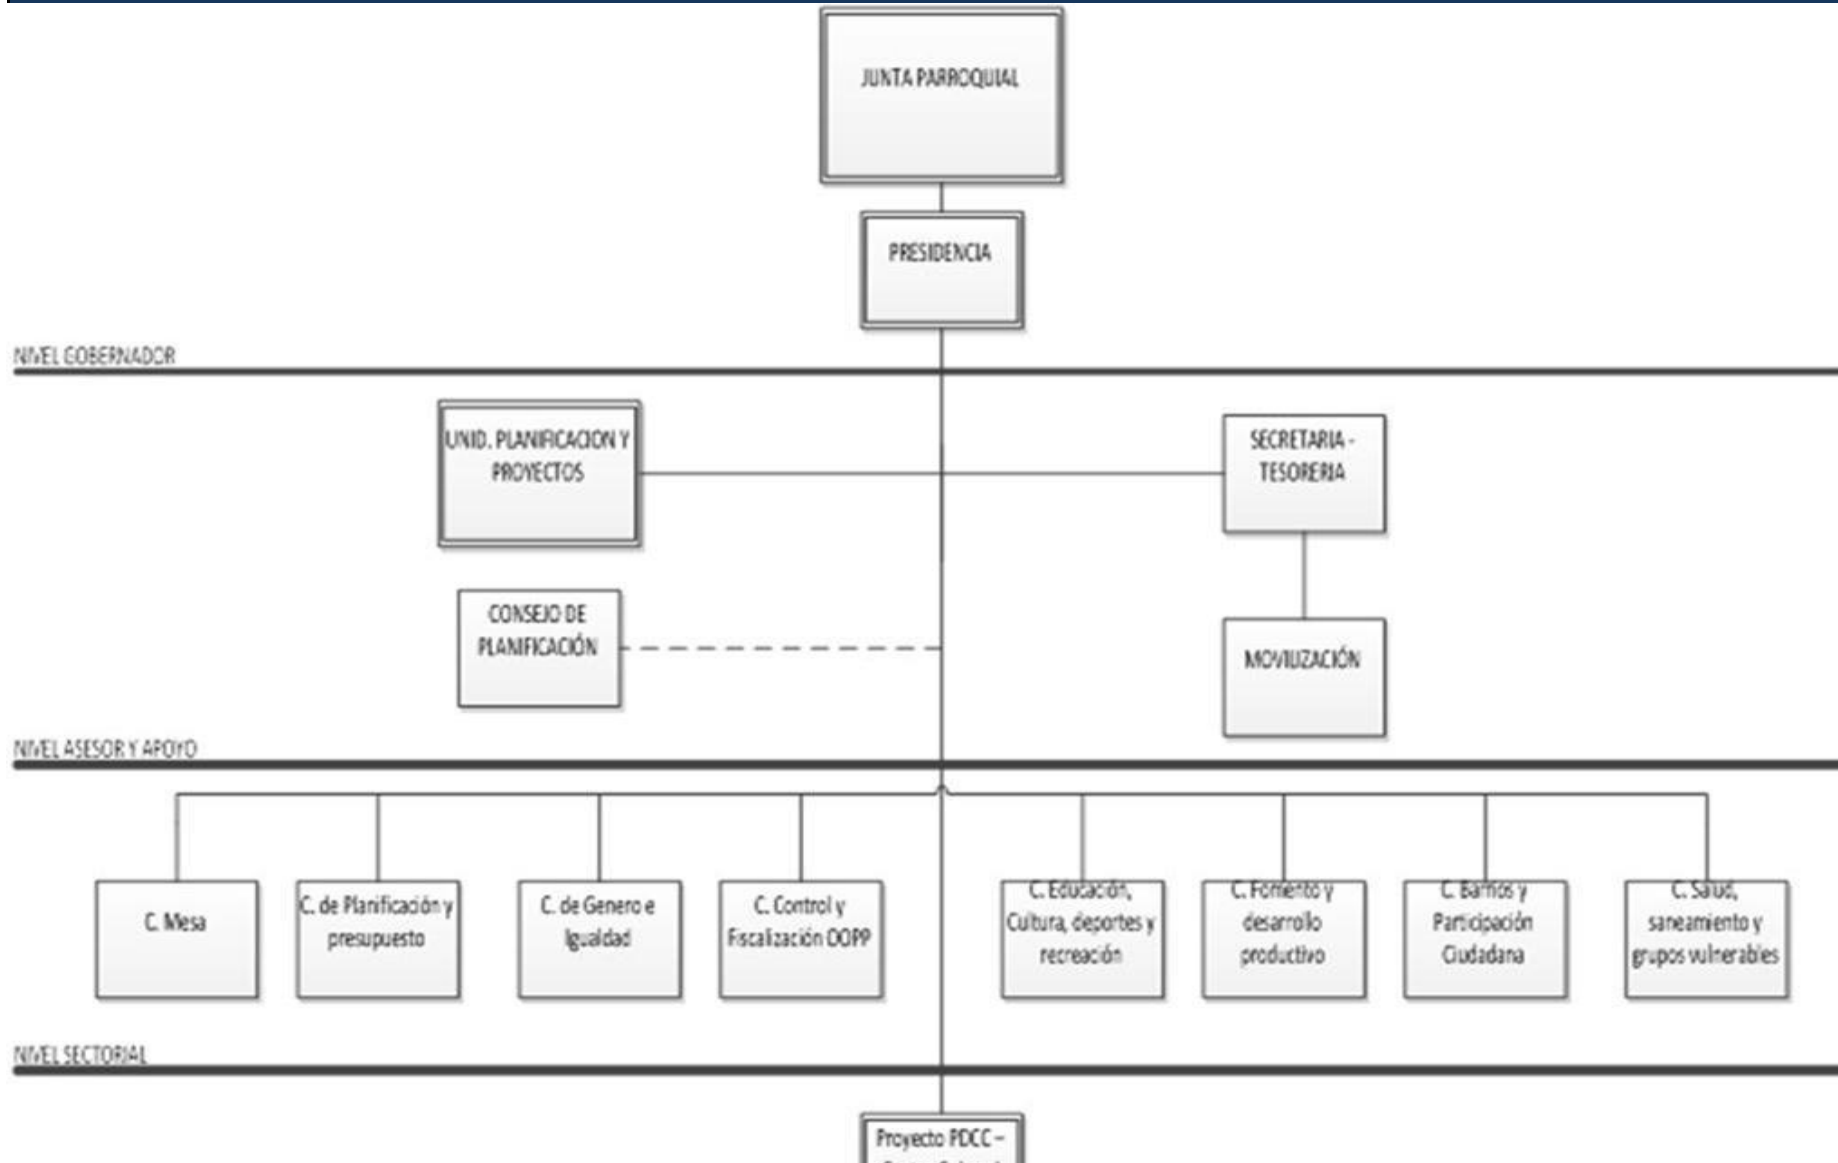 JUNTA PARROQUIAL
PRESIDENCIA
NIVEL GOBERNADOR
UNID. PLANIFICACION Y
PROYECTOS
SECRETARIA -
TESORERIA
CONSEJO DE
PLANIFICACIÓN
MOVILIZACIÓN
NIVEL ASESOR Y APOYO
C. Mesa
C. de Planificación y
presupuesto
C. de Genero e
Igualdad
C. Control y
Fiscalización OOPP
C. Educación,
Cultura, deportes y
recreación
C. Fomento y
desarrollo
productivo
C. Barrios y
Participación
Ciudadana
C. Salud,
saneamiento y
grupos vulnerables
NIVEL SECTORIAL
Proyecto PDCC –